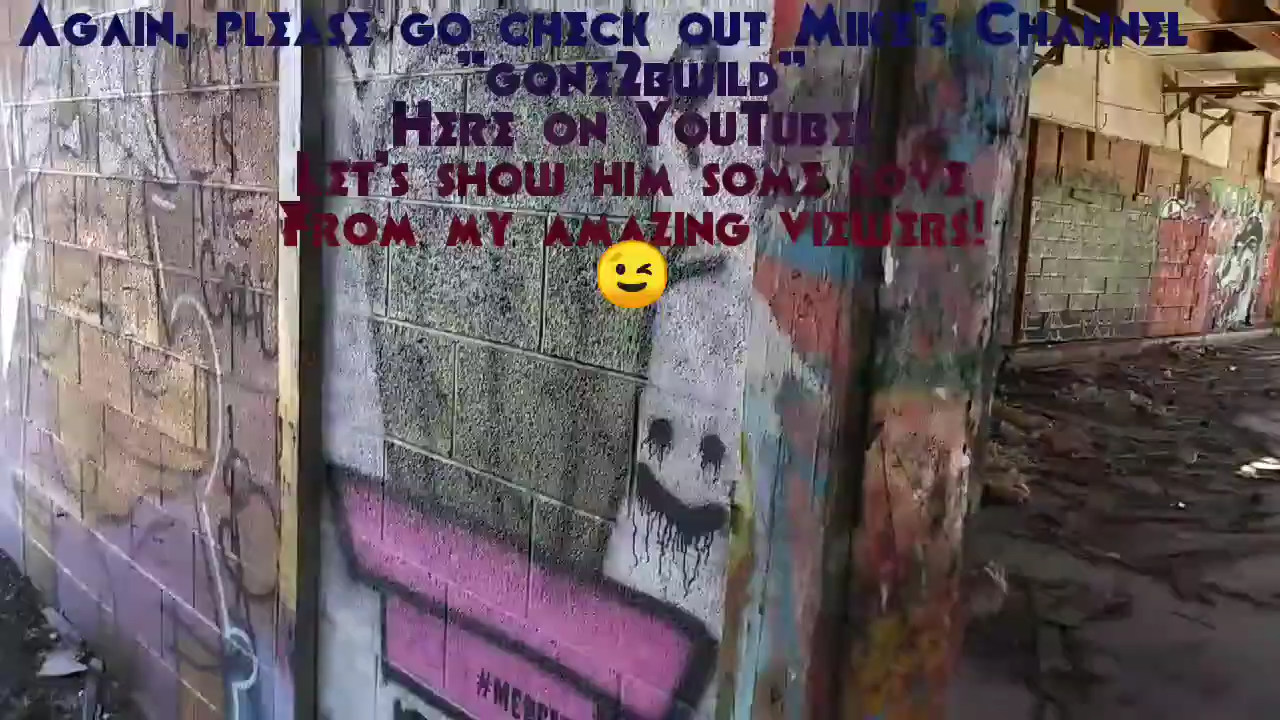 Again, please go check out Mike's Channel
"gone2bwild"
Here on YouTube!
Let's show him some love
From my amazing viewers!